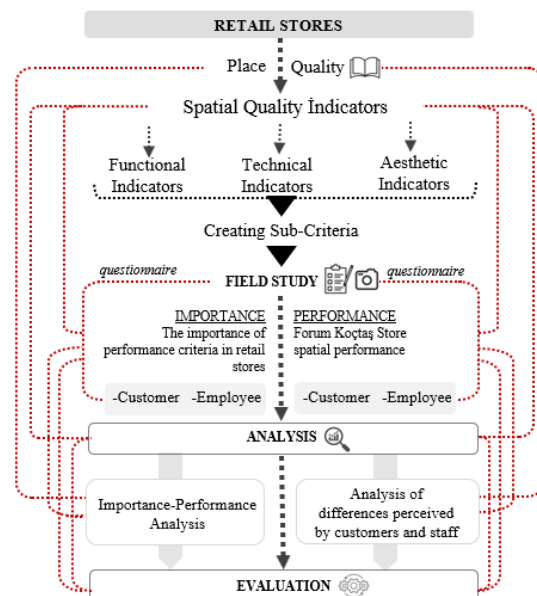 RETAIL STORES
Place Quality
Spatial Quality İndicators
Functional
Indicators
Technical
Indicators
Aesthetic
Indicators
Creating Sub-Criteria
questionnaire
questionnaire
FIELD STUDY
IMPORTANCE
The importance of
performance criteria in retail
stores
PERFORMANCE
Forum Koçtaş Store
spatial performance
-Customer -Employee
-Customer -Employee
ANALYSIS
Importance-Performance
Analysis
Analysis of
differences perceived
by customers and staff
EVALUATION